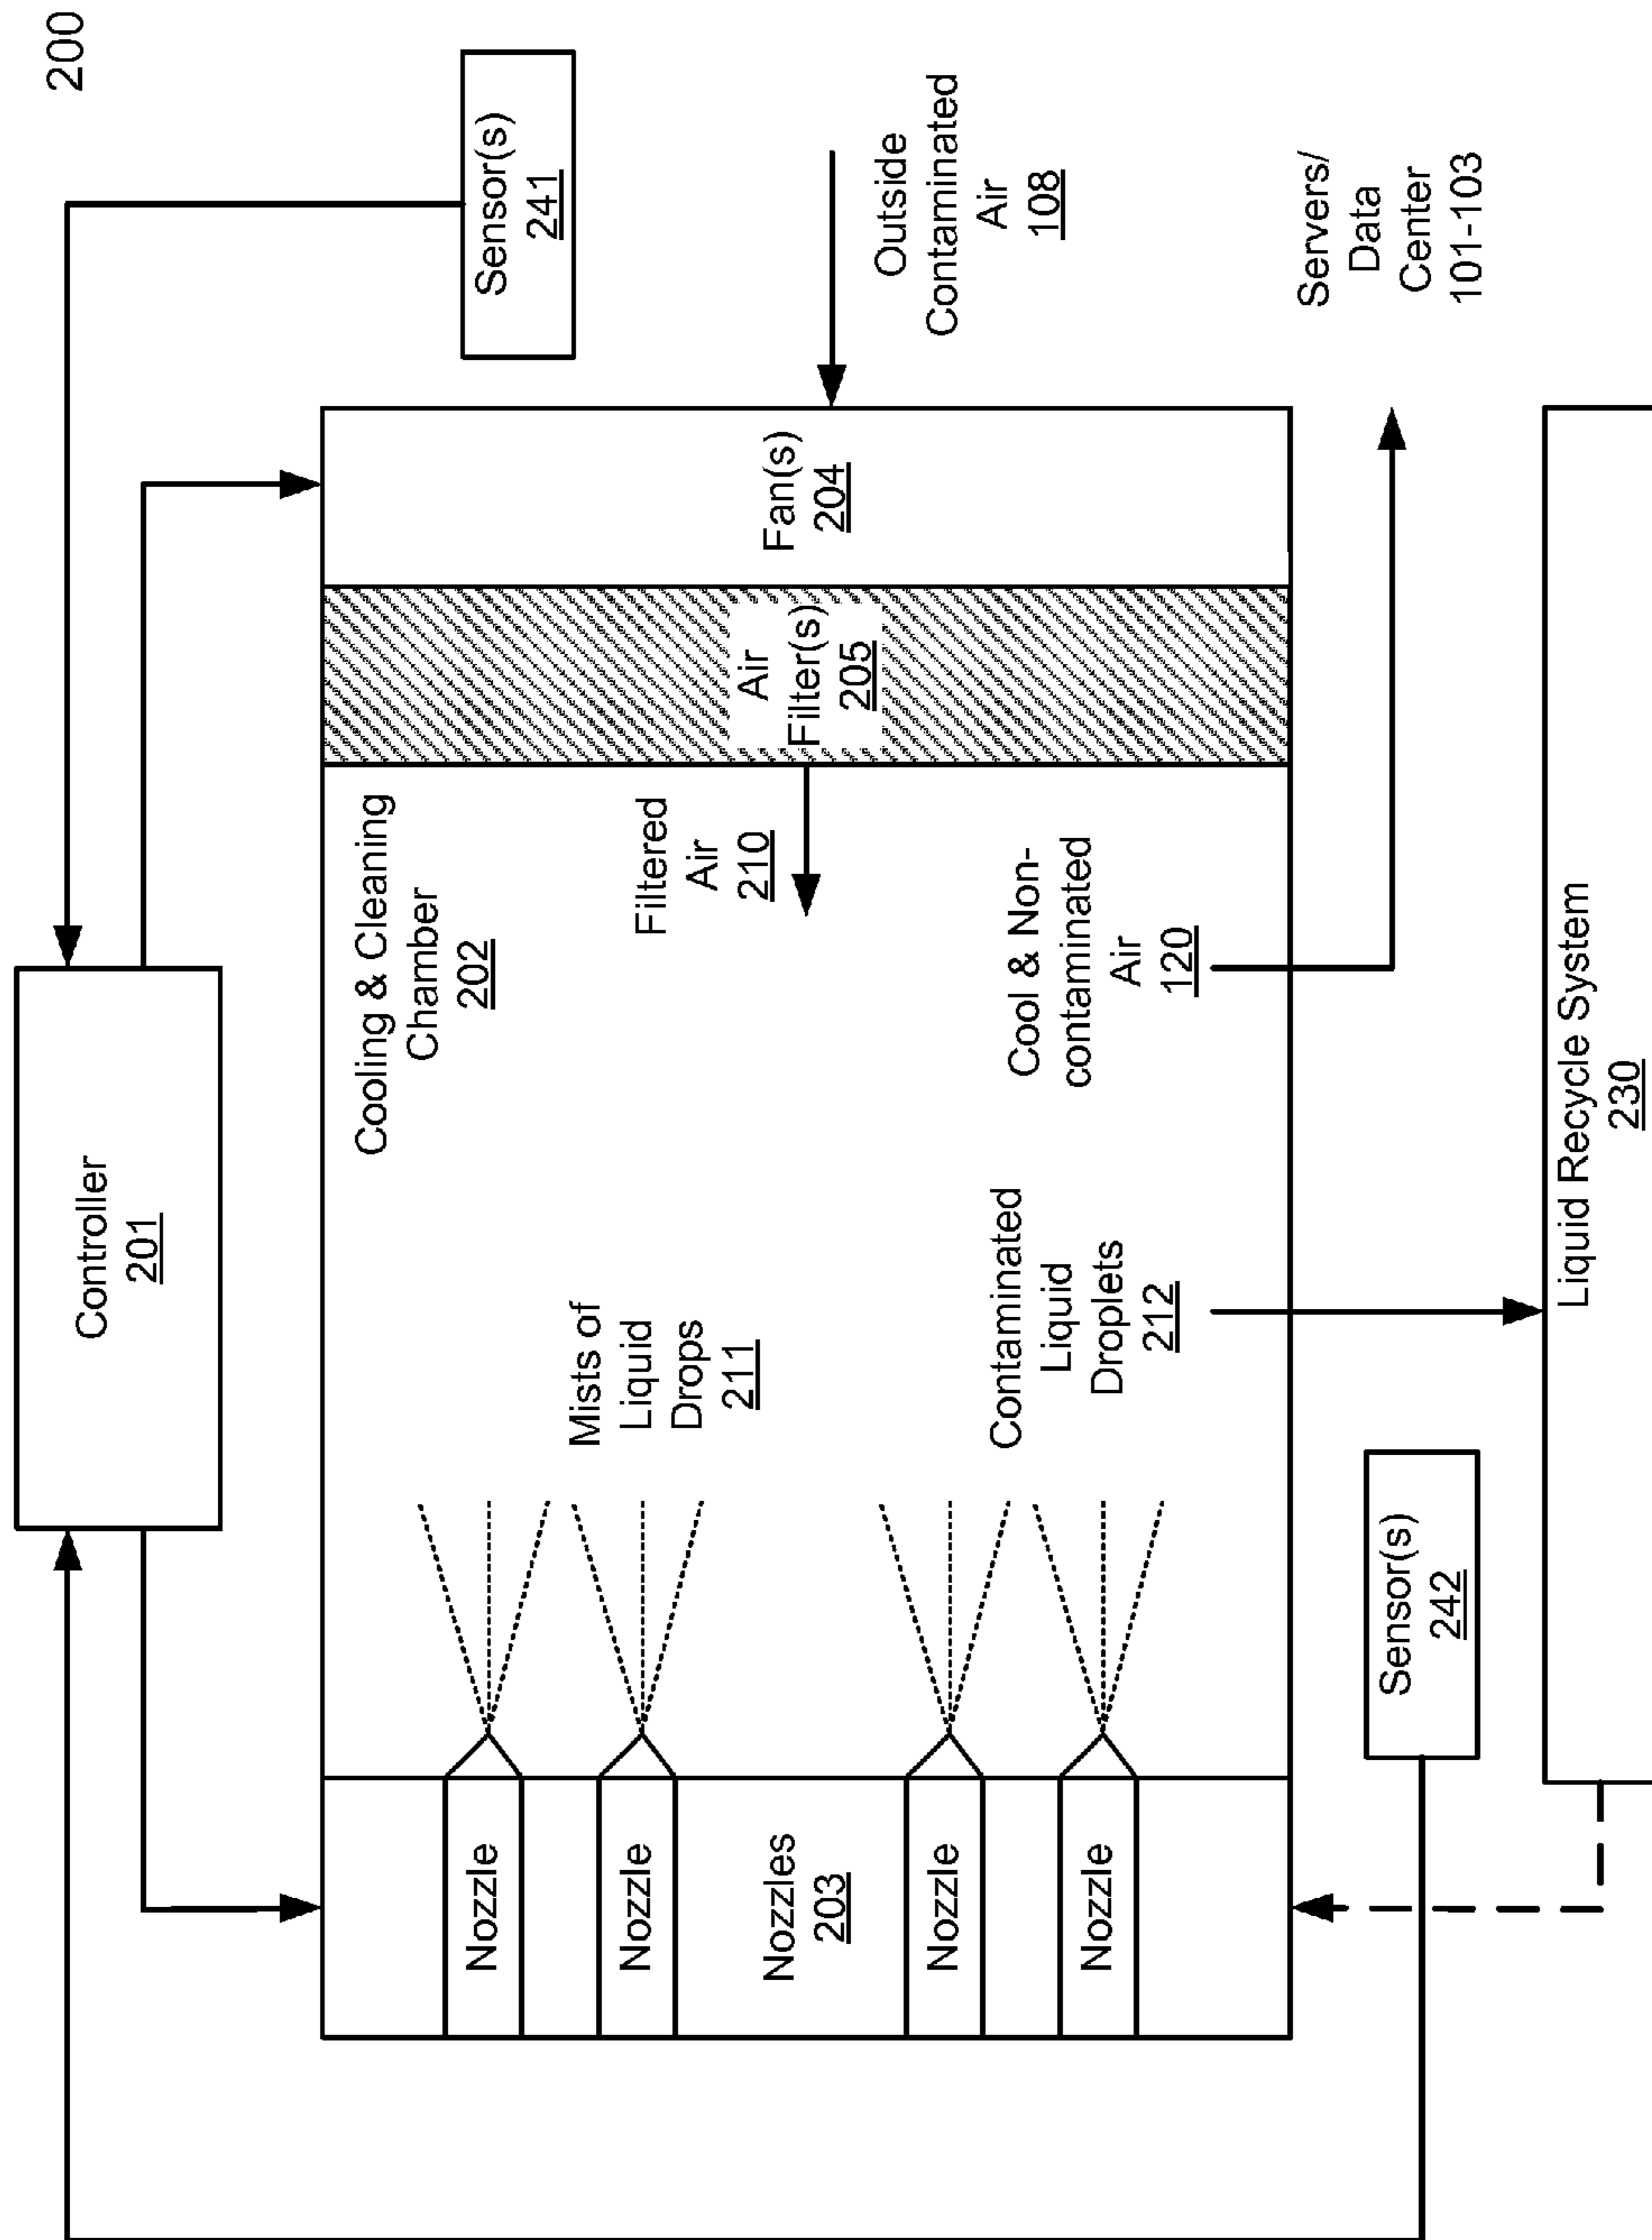 200
Controller
201
Sensor(s)
241
Cooling & Cleaning
Chamber
202
Nozzle
Nozzle
Nozzles
203
Nozzle
Nozzle
Mists of
Liquid
Drops
211
Filtered
Air
210
Air
Filter(s)
205
Fan(s)
204
Outside
Contaminated
Air
108
Contaminated
Liquid
Droplets
212
Cool & Non-
contaminated
Air
120
Servers/
Data
Center
101-103
Sensor(s)
242
Liquid Recycle System
230